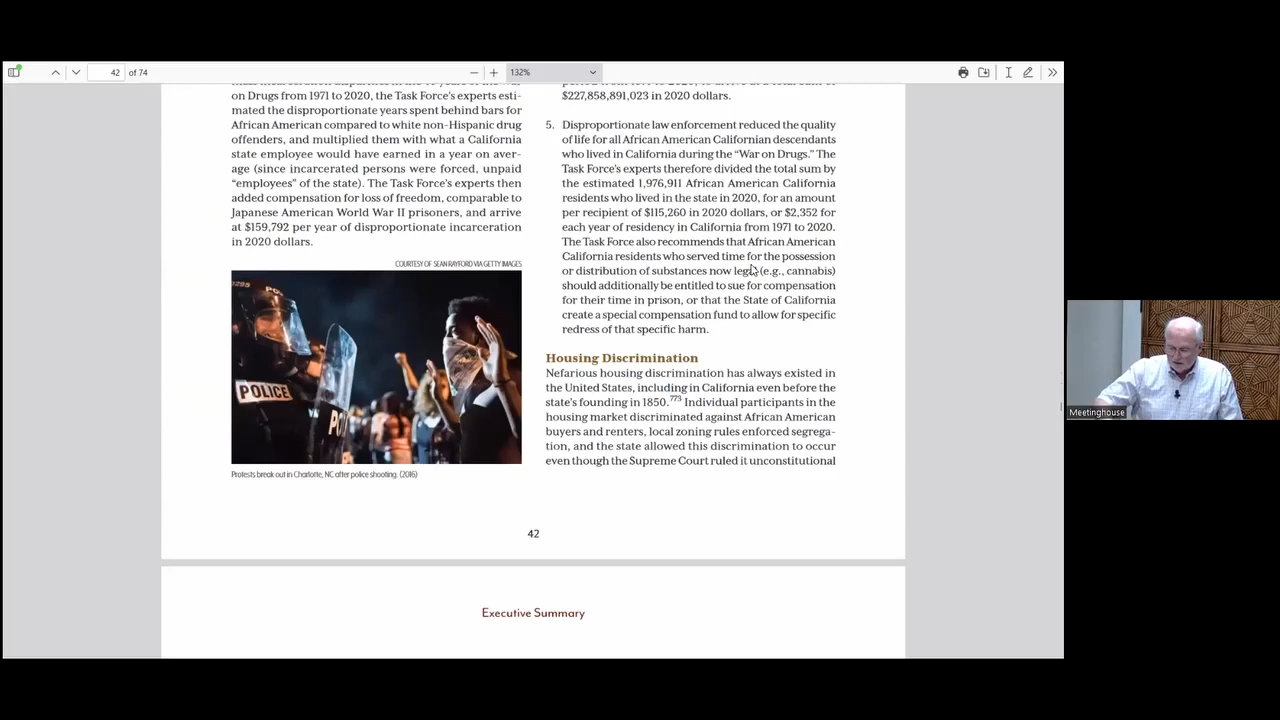 42
of 74
132%
on Drugs from 1971 to 2020, the Task Force's experts esti-
mated the disproportionate years spent behind bars for
African American compared to white non-Hispanic drug
offenders, and multiplied them with what a California
state employee would have earned in a year on aver-
age (since incarcerated persons were forced, unpaid
“employees” of the state). The Task Force's experts then
added compensation for loss of freedom, comparable to
Japanese American World War II prisoners, and arrive
at $159,792 per year of disproportionate incarceration
in 2020 dollars.
COURTESY OF SEAN RAYFORD VIA GETTY IMAGES
POLICE
PO
Protests break out in Charlotte, NC after police shooting. (2016)
$227,858,891,023 in 2020 dollars.
5. Disproportionate law enforcement reduced the quality
of life for all African American Californian descendants
who lived in California during the “War on Drugs.” The
Task Force's experts therefore divided the total sum by
the estimated 1,976,911 African American California
residents who lived in the state in 2020, for an amount
per recipient of $115,260 in 2020 dollars, or $2,352 for
each year of residency in California from 1971 to 2020.
The Task Force also recommends that African American
California residents who served time for the possession
or distribution of substances now legal (e.g., cannabis)
should additionally be entitled to sue for compensation
for their time in prison, or that the State of California
create a special compensation fund to allow for specific
redress of that specific harm.
Housing Discrimination
Nefarious housing discrimination has always existed in
the United States, including in California even before the
state's founding in 1850.773 Individual participants in the
housing market discriminated against African American
buyers and renters, local zoning rules enforced segrega-
tion, and the state allowed this discrimination to occur
even though the Supreme Court ruled it unconstitutional
42
Executive Summary
Meetinghouse